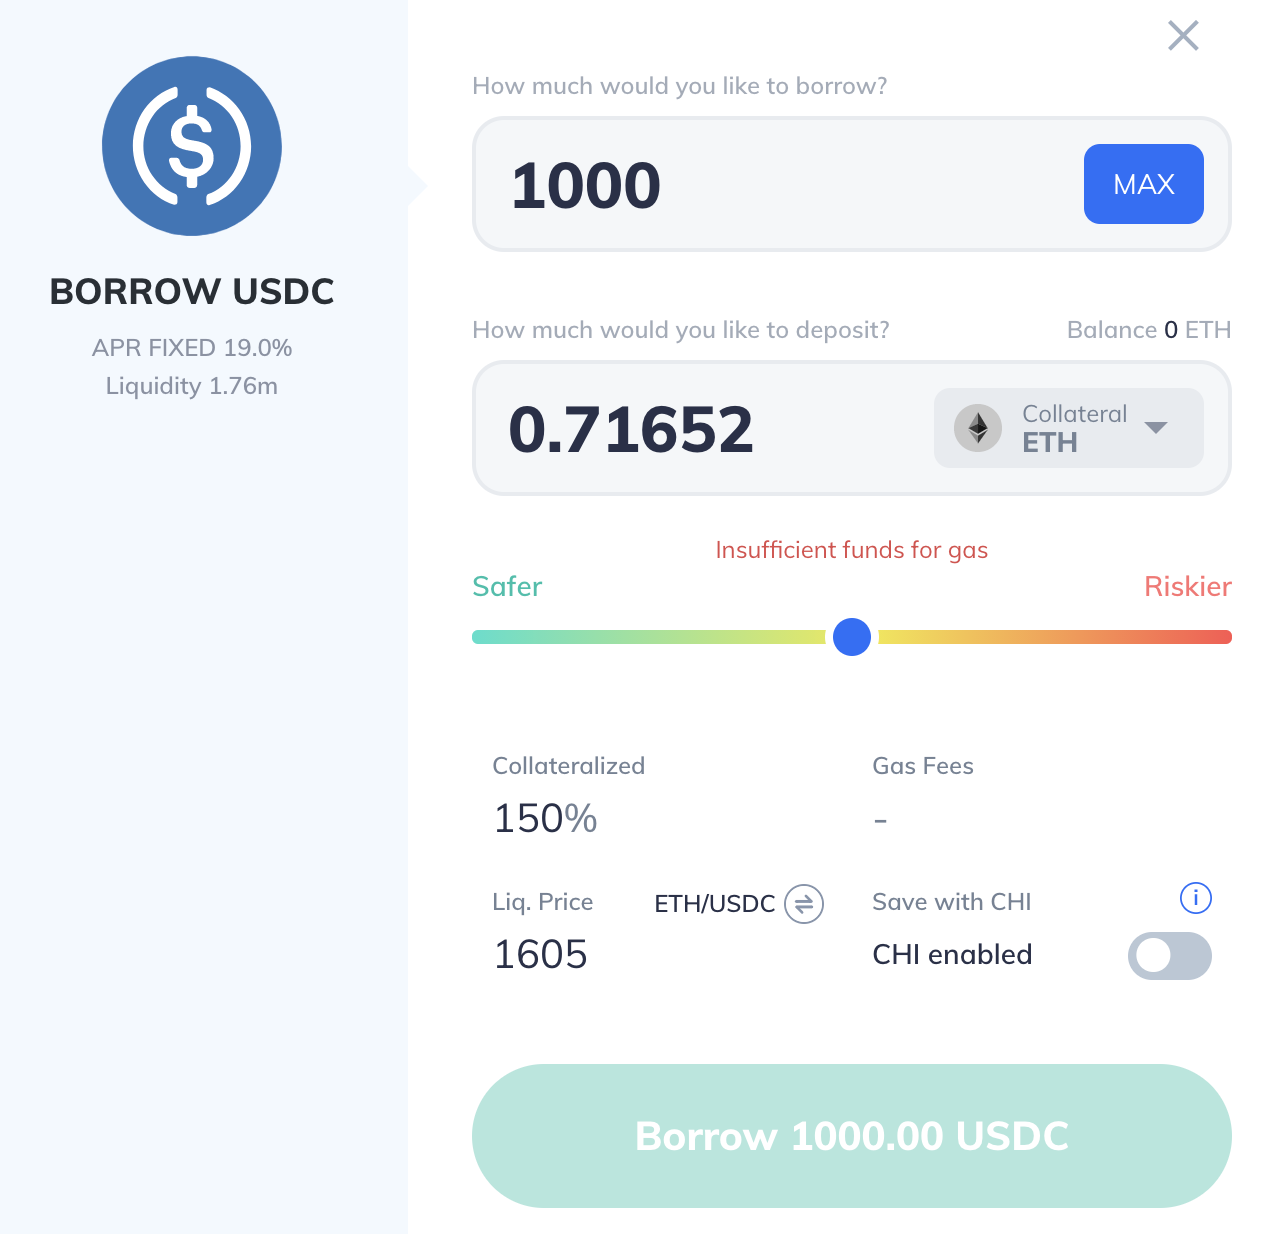 BORROW USDC
APR FIXED 19.0%
Liquidity 1.76m
How much would you like to borrow?
1000
MAX
How much would you like to deposit?
Balance 0 ETH
0.71652
Collateral
ETH
Insufficient funds for gas
Safer
Riskier
Collateralized
150%
Gas Fees
-
Liq. Price
ETH/USDC
1605
Save with CHI
i
CHI enabled
Borrow 1000.00 USDC